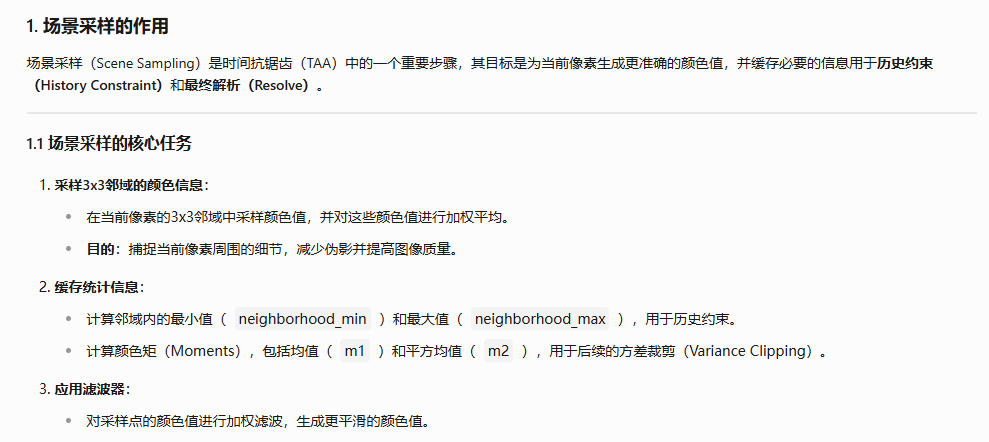 1. 场景采样的作用
场景采样（Scene Sampling）是时间抗锯齿（TAA）中的一个重要步骤，其目标是为当前像素生成更准确的颜色值，并缓存必要的信息用于历史约束
（History Constraint）和最终解析（Resolve）。
1.1 场景采样的核心任务
1. 采样3x3邻域的颜色信息：
• 在当前像素的3x3邻域中采样颜色值，并对这些颜色值进行加权平均。
• 目的：捕捉当前像素周围的细节，减少伪影并提高图像质量。
2. 缓存统计信息：
• 计算邻域内的最小值（ neighborhood_min ）和最大值（ neighborhood_max ），用于历史约束。
• 计算颜色矩（Moments），包括均值（ m1 ）和平方均值（ m2 ），用于后续的方差裁剪（Variance Clipping）。
3. 应用滤波器：
• 对采样点的颜色值进行加权滤波，生成更平滑的颜色值。